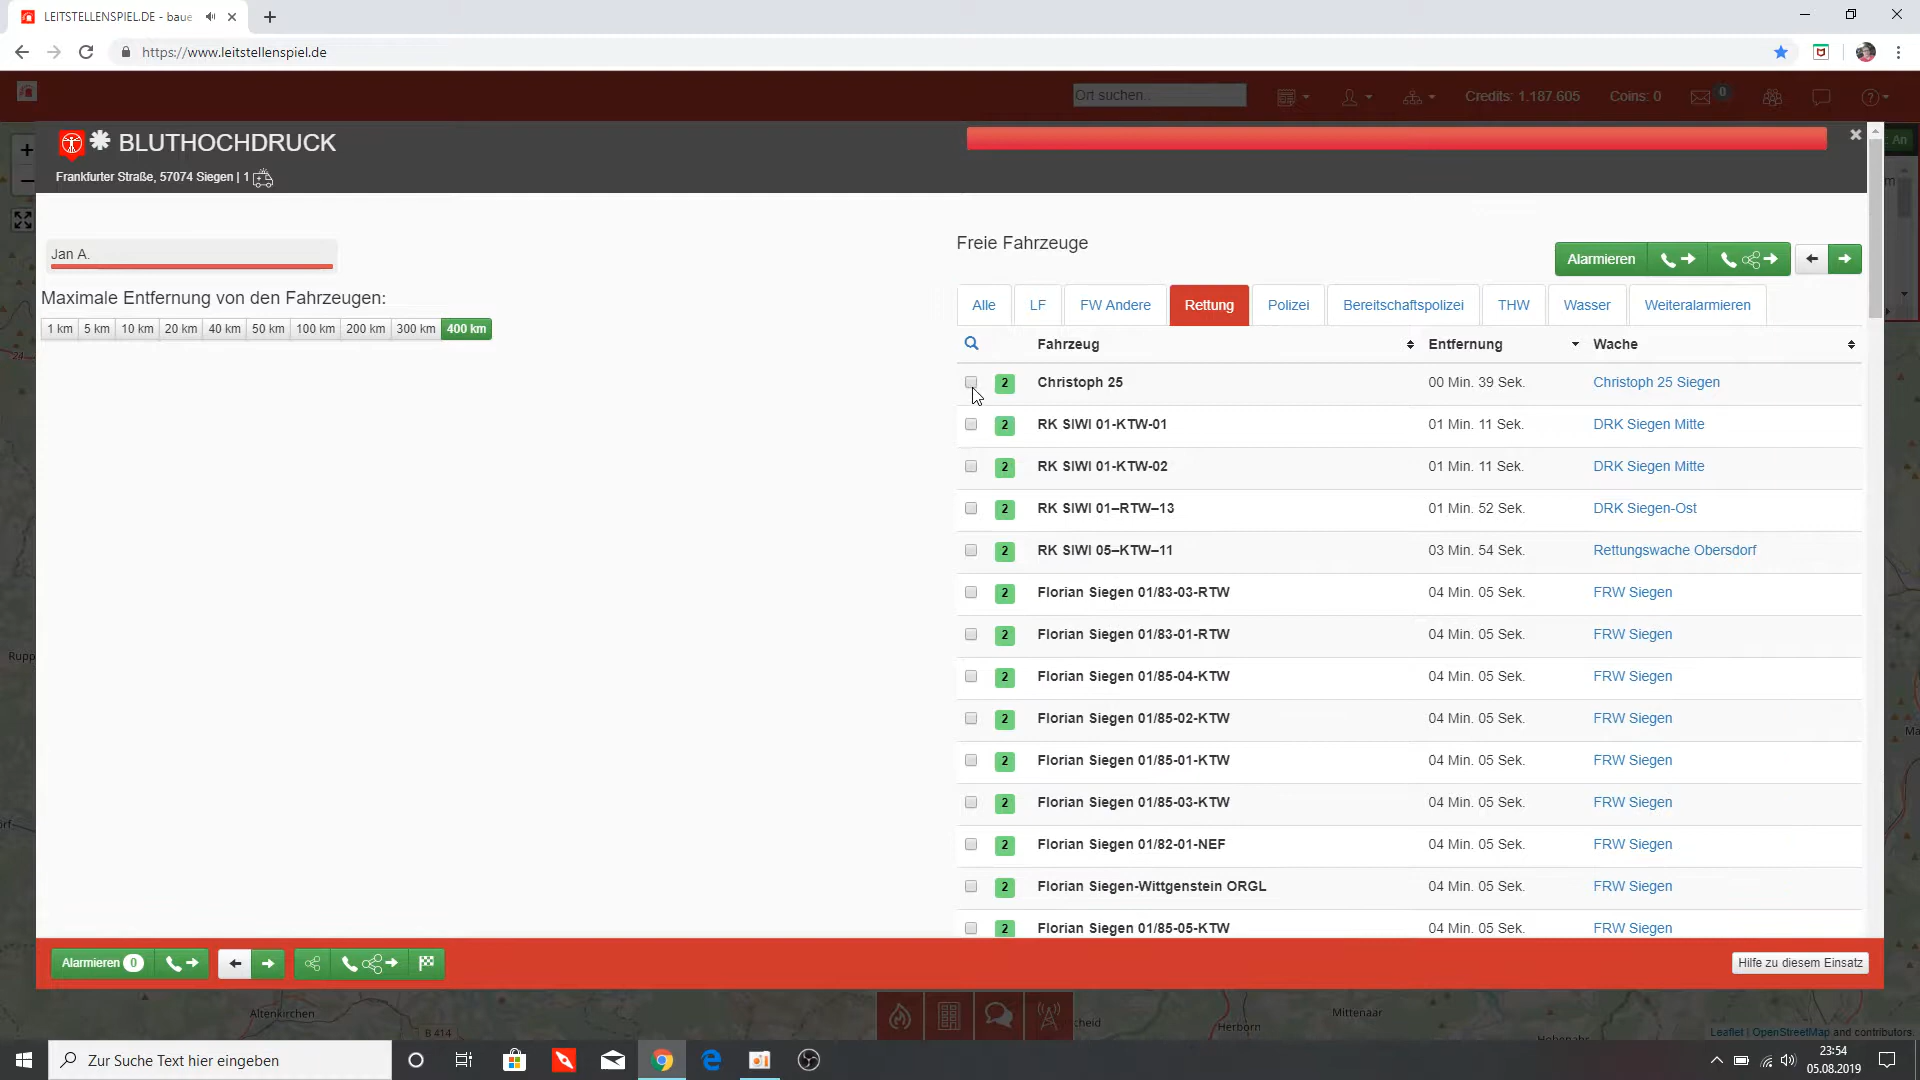 LEITSTELLENSPIEL.DE - baue
https://www.leitstellenspiel.de
Ort suchen..
Credits: 1.187.605
Coins: 0
0
BLUTHOCHDRUCK
Frankfurter Straße, 57074 Siegen | 1
An
Jan A.
Maximale Entfernung von den Fahrzeugen:
1 km 5 km 10 km 20 km 40 km 50 km 100 km 200 km 300 km 400 km
Freie Fahrzeuge
Alarmieren
Alle LF FW Andere Rettung Polizei Bereitschaftspolizei THW Wasser Weiteralarmieren
Fahrzeug Entfernung Wache
2 Christoph 25 00 Min. 39 Sek. Christoph 25 Siegen
2 RK SIWI 01-KTW-01 01 Min. 11 Sek. DRK Siegen Mitte
2 RK SIWI 01-KTW-02 01 Min. 11 Sek. DRK Siegen Mitte
2 RK SIWI 01–RTW–13 01 Min. 52 Sek. DRK Siegen-Ost
2 RK SIWI 05–KTW–11 03 Min. 54 Sek. Rettungswache Obersdorf
2 Florian Siegen 01/83-03-RTW 04 Min. 05 Sek. FRW Siegen
2 Florian Siegen 01/83-01-RTW 04 Min. 05 Sek. FRW Siegen
2 Florian Siegen 01/85-04-KTW 04 Min. 05 Sek. FRW Siegen
2 Florian Siegen 01/85-02-KTW 04 Min. 05 Sek. FRW Siegen
2 Florian Siegen 01/85-01-KTW 04 Min. 05 Sek. FRW Siegen
2 Florian Siegen 01/85-03-KTW 04 Min. 05 Sek. FRW Siegen
2 Florian Siegen 01/82-01-NEF 04 Min. 05 Sek. FRW Siegen
2 Florian Siegen-Wittgenstein ORGL 04 Min. 05 Sek. FRW Siegen
2 Florian Siegen 01/85-05-KTW 04 Min. 05 Sek. FRW Siegen
Alarmieren 0
Hilfe zu diesem Einsatz
Rupp
Altenkirchen
B 414
cheid
Herborn
Mittenaar
Leaflet | OpenStreetMap and contributors
Zur Suche Text hier eingeben
23:54
05.08.2019